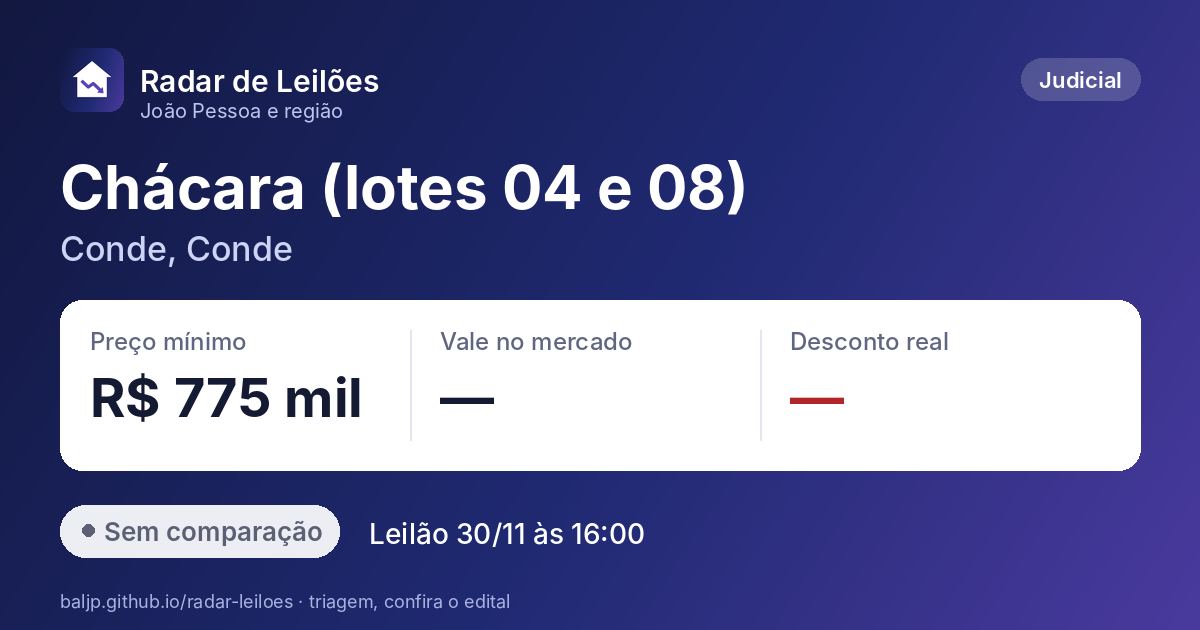 Radar de Leilões
João Pessoa e região
Judicial
Chácara (lotes 04 e 08)
Conde, Conde
Preço mínimo
R$ 775 mil
Vale no mercado
—
Desconto real
—
Sem comparação
Leilão 30/11 às 16:00
baljp.github.io/radar-leiloes · triagem, confira o edital